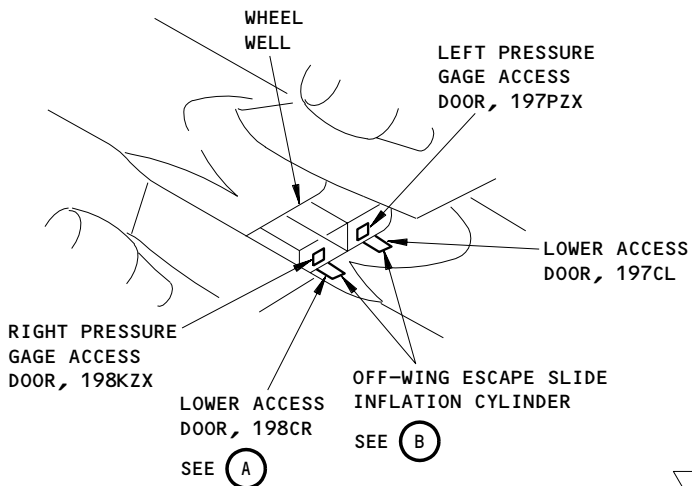 WHEEL
WELL
LEFT PRESSURE
GAGE ACCESS
DOOR, 197PZX
LOWER ACCESS
DOOR, 197CL
RIGHT PRESSURE
GAGE ACCESS
DOOR, 198KZX
LOWER ACCESS
DOOR, 198CR
SEE A
OFF-WING ESCAPE SLIDE
INFLATION CYLINDER
SEE B